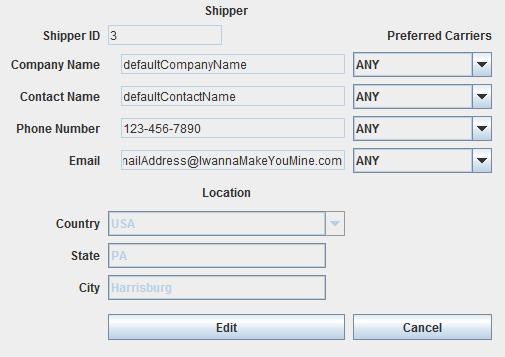 Shipper
Shipper ID 3 Preferred Carriers
Company Name defaultCompanyName ANY
Contact Name defaultContactName ANY
Phone Number 123-456-7890 ANY
Email nailAddress@IwannaMakeYouMine.com ANY
Location
Country USA
State PA
City Harrisburg
Edit Cancel